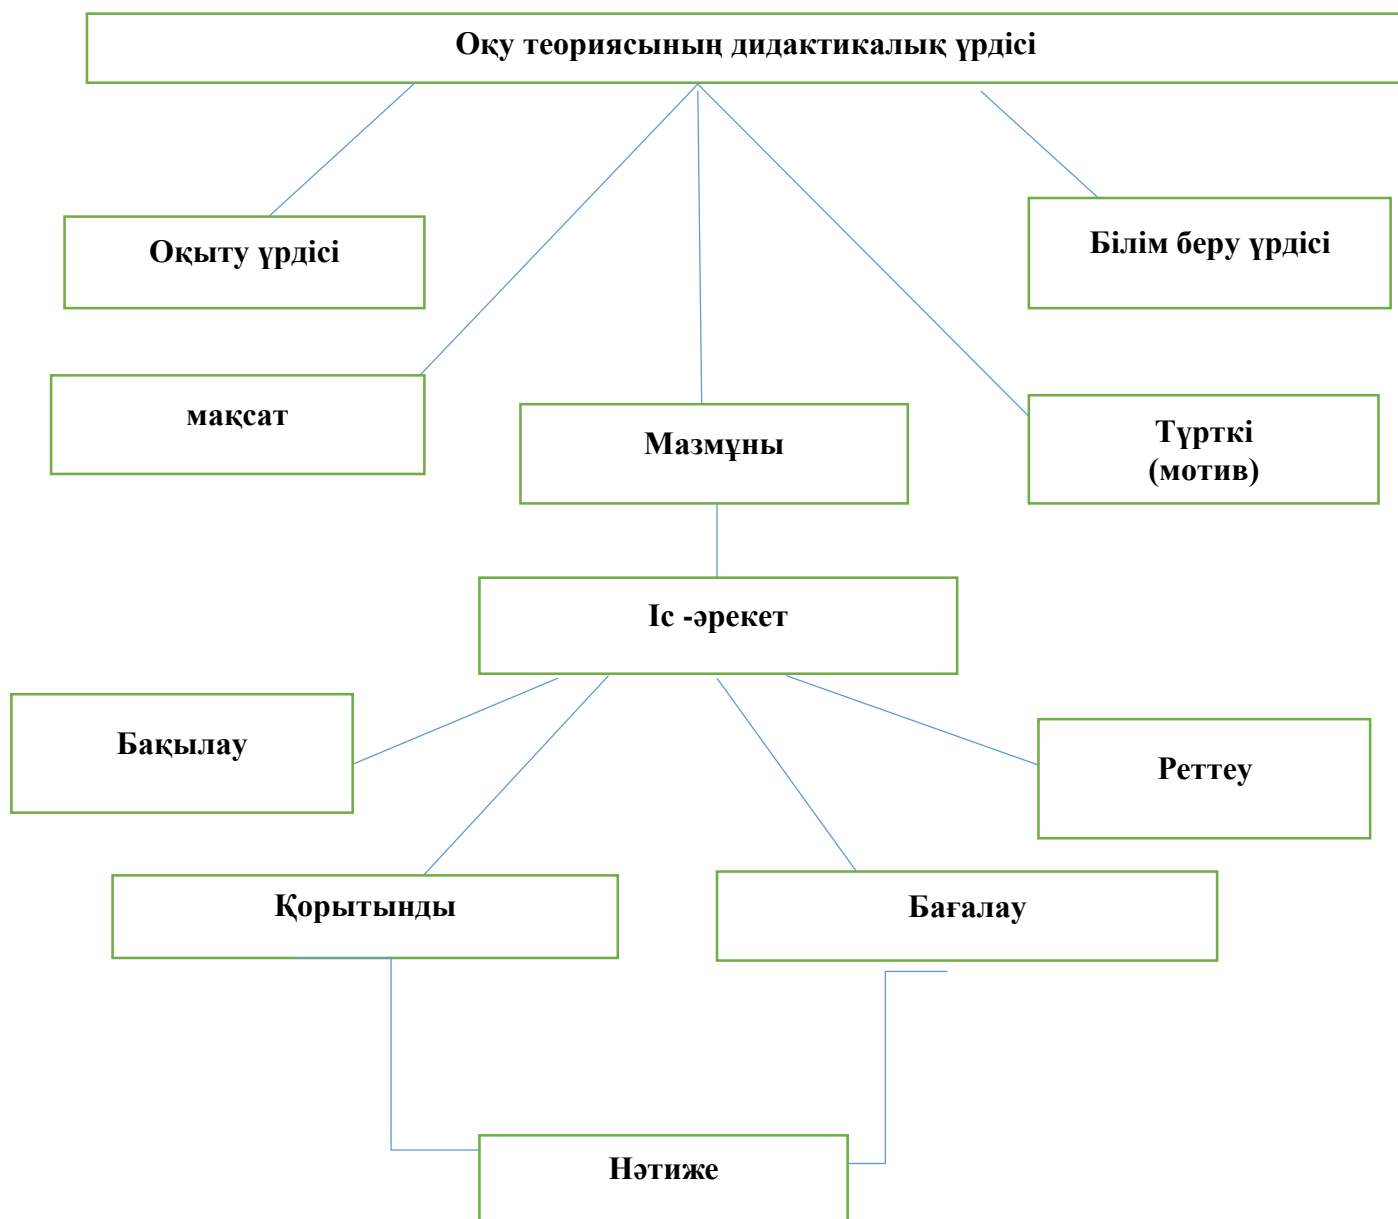 Оқу теориясының дидактикалық үрдісі
Оқыту үрдісі
Білім беру үрдісі
мақсат
Мазмұны
Түрткі
(мотив)
Іс -әрекет
Бақылау
Реттеу
Қорытынды
Бағалау
Нәтиже